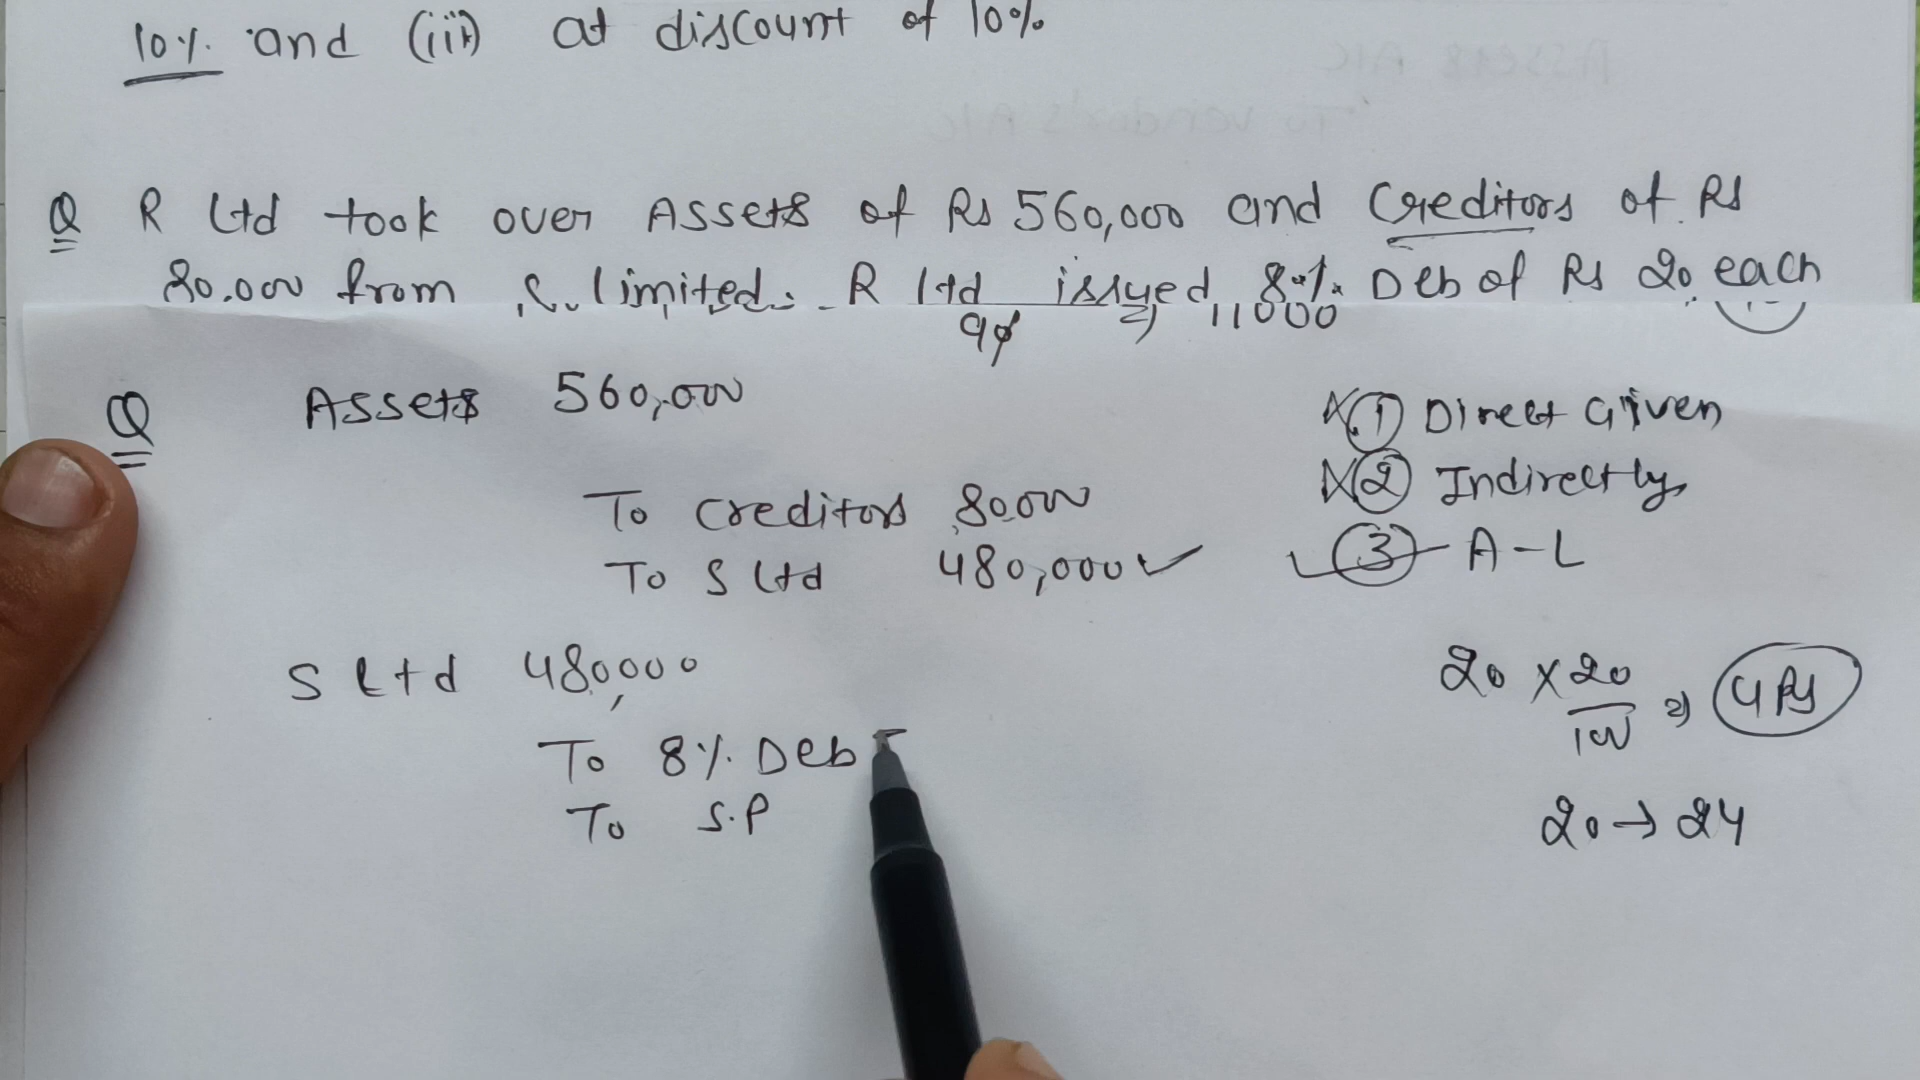 10% and (iii) at discount of 10%
Q R Ltd took over Assets of Rs 560,000 and Creditors of Rs
80,000 from S. limited. R Ltd issued 8% Deb of Rs 20 each
90 => 11000
Q Assets 560,000
① Direct Given
② Indirectly
To Creditors 80,000
③ A-L
To S Ltd 480,000 ✓
S Ltd 480,000
20 × 20
100
=> 4 Rs
To 8% Deb
To S.P
20 → 24